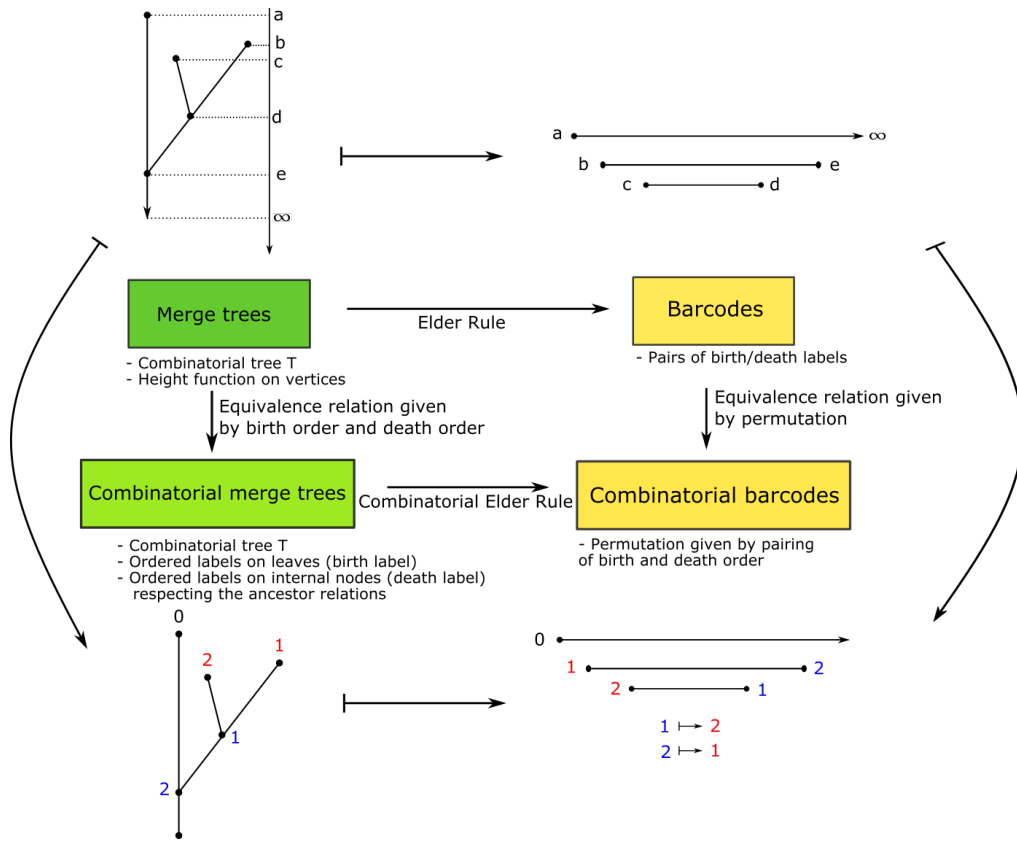 a
b
c
d
e
∞
a
∞
b
e
c
d
Merge trees
Elder Rule
Barcodes
- Combinatorial tree T
- Height function on vertices
- Pairs of birth/death labels
Equivalence relation given
by birth order and death order
Equivalence relation given
by permutation
Combinatorial merge trees
Combinatorial Elder Rule
Combinatorial barcodes
- Combinatorial tree T
- Ordered labels on leaves (birth label)
- Ordered labels on internal nodes (death label)
respecting the ancestor relations
- Permutation given by pairing
of birth and death order
0
2
1
1
2
0
1
2
2
1
1 ↦ 2
2 ↦ 1